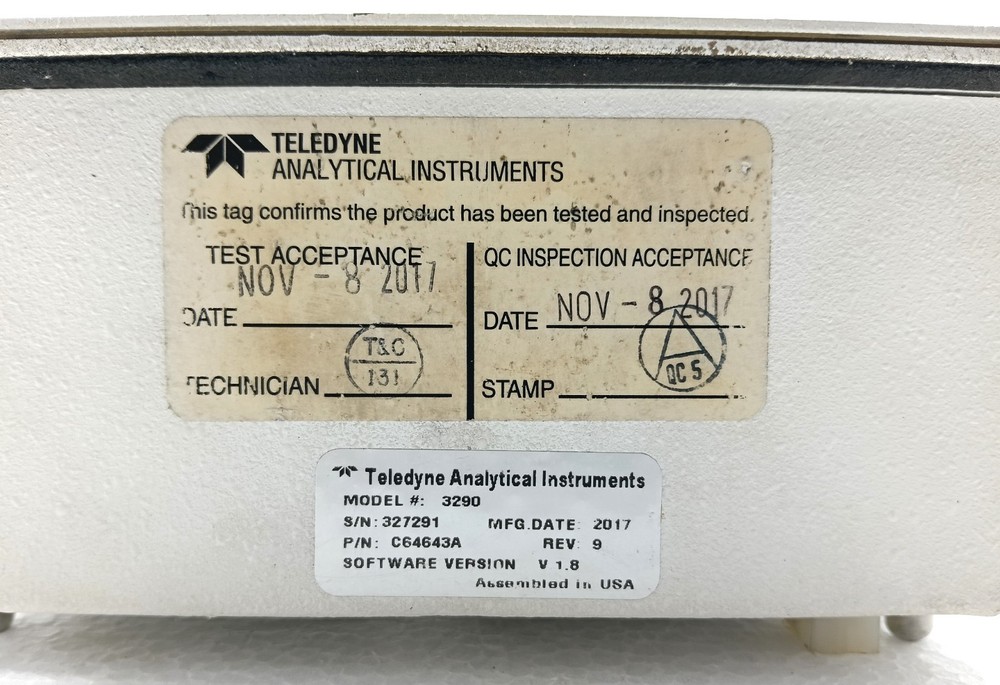 TELEDYNE
ANALYTICAL INSTRUMENTS
This tag confirms the product has been tested and inspected.
TEST ACCEPTANCE
NOV - 8 2017
DATE
T&C
131
TECHNICIAN
QC INSPECTION ACCEPTANCE
NOV - 8 2017
DATE
A
QC 5
STAMP
Teledyne Analytical Instruments
MODEL #: 3290
S/N: 327291 MFG.DATE: 2017
P/N: C64643A REV: 9
SOFTWARE VERSION V 1.8
Assembled in USA